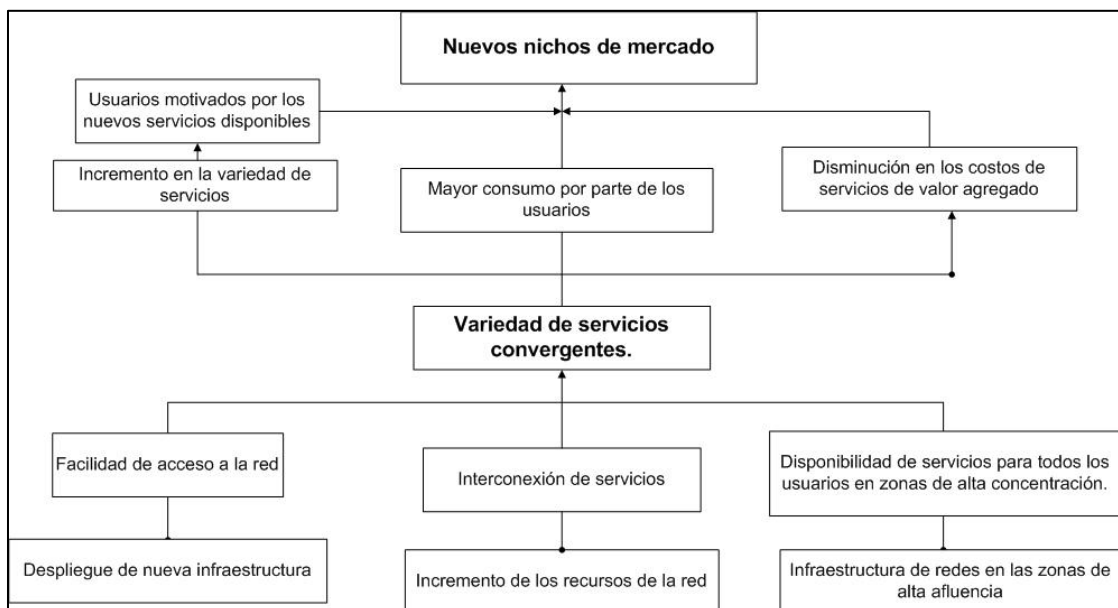 Nuevos nichos de mercado
Usuarios motivados por los
nuevos servicios disponibles
Incremento en la variedad de
servicios
Mayor consumo por parte de los
usuarios
Disminución en los costos de
servicios de valor agregado
Variedad de servicios
convergentes.
Facilidad de acceso a la red
Interconexión de servicios
Disponibilidad de servicios para todos los
usuarios en zonas de alta concentración.
Despliegue de nueva infraestructura
Incremento de los recursos de la red
Infraestructura de redes en las zonas de
alta afluencia